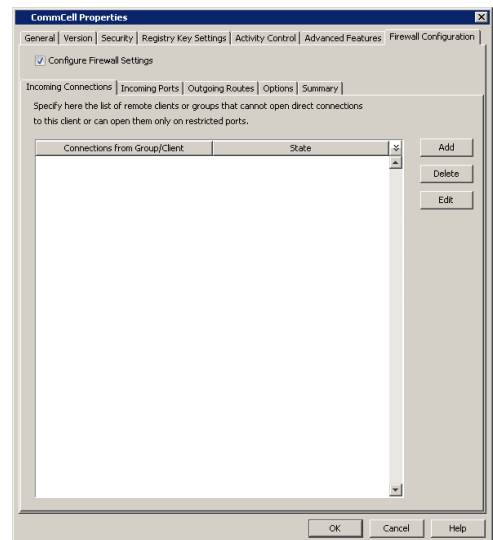 CommCell Properties
General Version Security Registry Key Settings Activity Control Advanced Features Firewall Configuration
Configure Firewall Settings
Incoming Connections Incoming Ports Outgoing Routes Options Summary
Specify here the list of remote clients or groups that cannot open direct connections
to this client or can open them only on restricted ports.
Connections from Group/Client State Add
Delete
Edit
OK Cancel Help